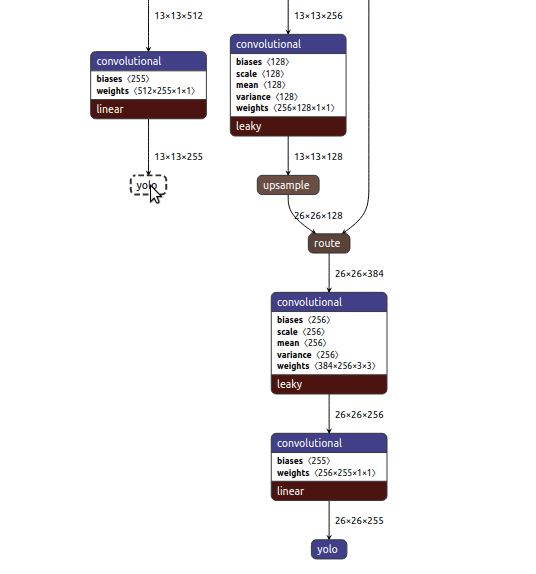 13×13×512
convolutional
biases 〈255〉
weights 〈512×255×1×1〉
linear
13×13×255
yolo
13×13×256
convolutional
biases 〈128〉
scale 〈128〉
mean 〈128〉
variance 〈128〉
weights 〈256×128×1×1〉
leaky
13×13×128
upsample
26×26×128
route
26×26×384
convolutional
biases 〈256〉
scale 〈256〉
mean 〈256〉
variance 〈256〉
weights 〈384×256×3×3〉
leaky
26×26×256
convolutional
biases 〈255〉
weights 〈256×255×1×1〉
linear
26×26×255
yolo